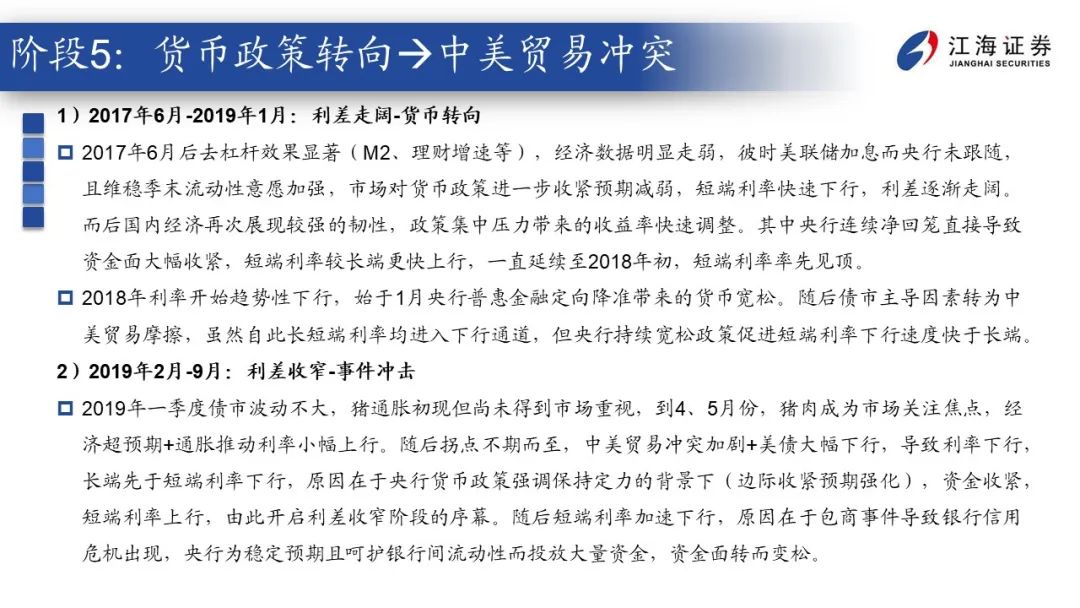 阶段5：货币政策转向→中美贸易冲突
江海证券
JIANGHAI SECURITIES
1）2017年6月-2019年1月：利差走阔-货币转向
2017年6月后去杠杆效果显著（M2、理财增速等），经济数据明显走弱，彼时美联储加息而央行未跟随，
且维稳季末流动性意愿加强，市场对货币政策进一步收紧预期减弱，短端利率快速下行，利差逐渐走阔。
而后国内经济再次展现较强的韧性，政策集中压力带来的收益率快速调整。其中央行连续净回笼直接导致
资金面大幅收紧，短端利率较长端更快上行，一直延续至2018年初，短端利率率先见顶。
2018年利率开始趋势性下行，始于1月央行普惠金融定向降准带来的货币宽松。随后债市主导因素转为中
美贸易摩擦，虽然自此长短端利率均进入下行通道，但央行持续宽松政策促进短端利率下行速度快于长端。
2）2019年2月-9月：利差收窄-事件冲击
2019年一季度债市波动不大，猪通胀初现但尚未得到市场重视，到4、5月份，猪肉成为市场关注焦点，经
济超预期+通胀推动利率小幅上行。随后拐点不期而至，中美贸易冲突加剧+美债大幅下行，导致利率下行，
长端先于短端利率下行，原因在于央行货币政策强调保持定力的背景下（边际收紧预期强化），资金收紧，
短端利率上行，由此开启利差收窄阶段的序幕。随后短端利率加速下行，原因在于包商事件导致银行信用
危机出现，央行为稳定预期且呵护银行间流动性而投放大量资金，资金面转而变松。